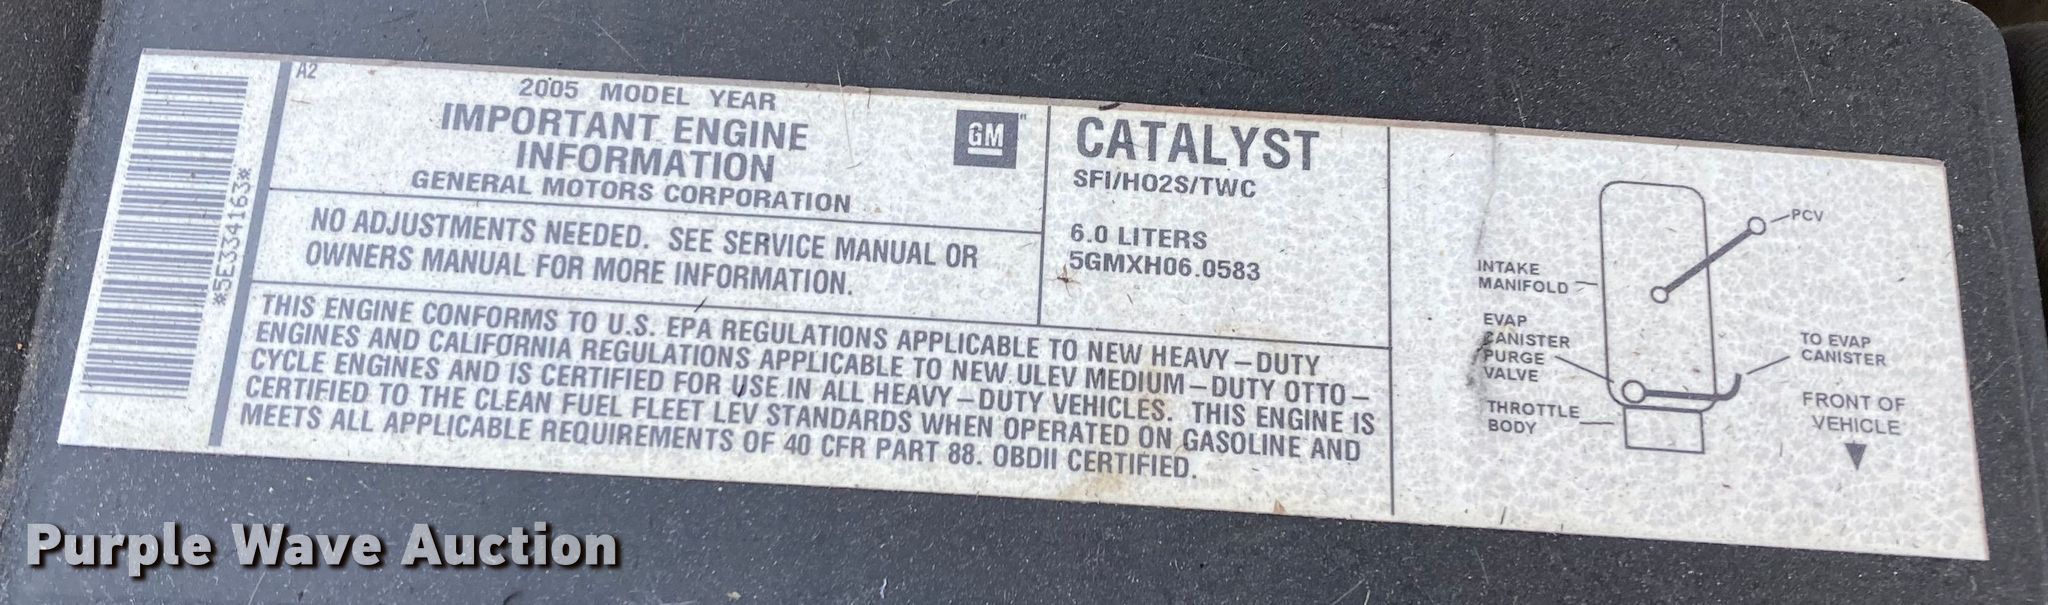 A2
*5E334163*
2005 MODEL YEAR
IMPORTANT ENGINE
INFORMATION
GENERAL MOTORS CORPORATION
GM
NO ADJUSTMENTS NEEDED. SEE SERVICE MANUAL OR
OWNERS MANUAL FOR MORE INFORMATION.
CATALYST
SFI/HO2S/TWC
6.0 LITERS
5GMXH06.0583
THIS ENGINE CONFORMS TO U.S. EPA REGULATIONS APPLICABLE TO NEW HEAVY-DUTY
ENGINES AND CALIFORNIA REGULATIONS APPLICABLE TO NEW ULEV MEDIUM-DUTY OTTO-
CYCLE ENGINES AND IS CERTIFIED FOR USE IN ALL HEAVY-DUTY VEHICLES. THIS ENGINE IS
CERTIFIED TO THE CLEAN FUEL FLEET LEV STANDARDS WHEN OPERATED ON GASOLINE AND
MEETS ALL APPLICABLE REQUIREMENTS OF 40 CFR PART 88. OBDII CERTIFIED.
PCV
INTAKE
MANIFOLD
EVAP
CANISTER
PURGE
VALVE
THROTTLE
BODY
TO EVAP
CANISTER
FRONT OF
VEHICLE
Purple Wave Auction